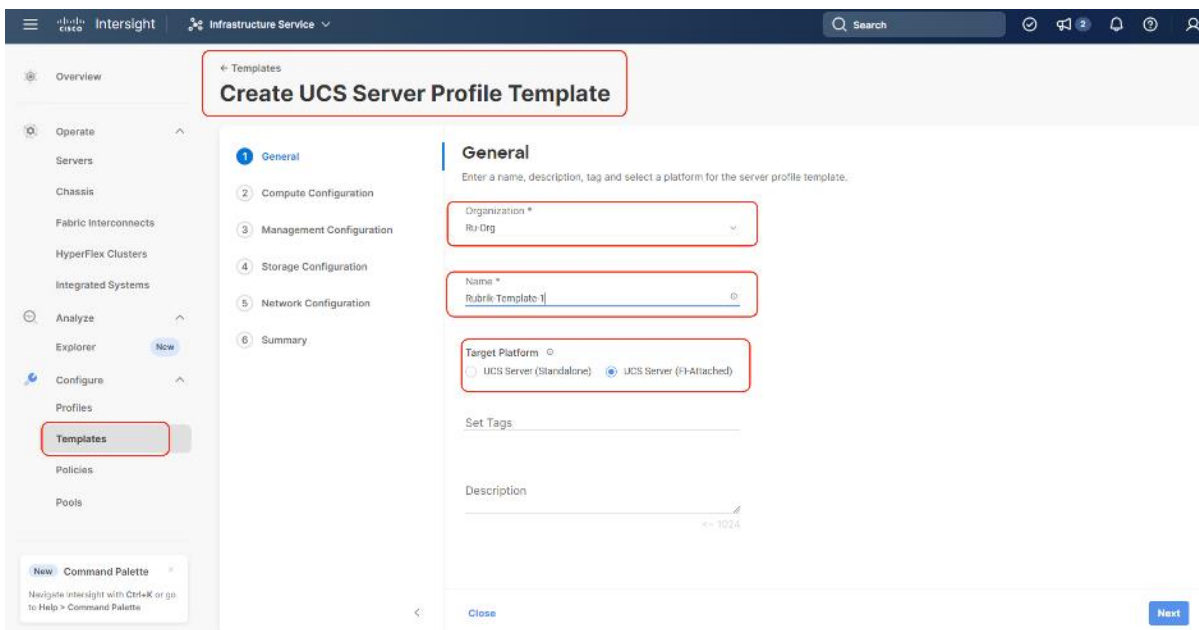 cisco Intersight
Infrastructure Service
Search
2
Overview
Operate
Servers
Chassis
Fabric Interconnects
HyperFlex Clusters
Integrated Systems
Analyze
Explorer New
Configure
Profiles
Templates
Policies
Pools
New Command Palette
Navigate Intersight with Ctrl+K or go
to Help > Command Palette
← Templates
Create UCS Server Profile Template
1 General
2 Compute Configuration
3 Management Configuration
4 Storage Configuration
5 Network Configuration
6 Summary
General
Enter a name, description, tag and select a platform for the server profile template.
Organization *
Ru-Org
Name *
Rubrik-Template-1
Target Platform
UCS Server (Standalone) UCS Server (FI-Attached)
Set Tags
Description
<= 1024
Close
Next